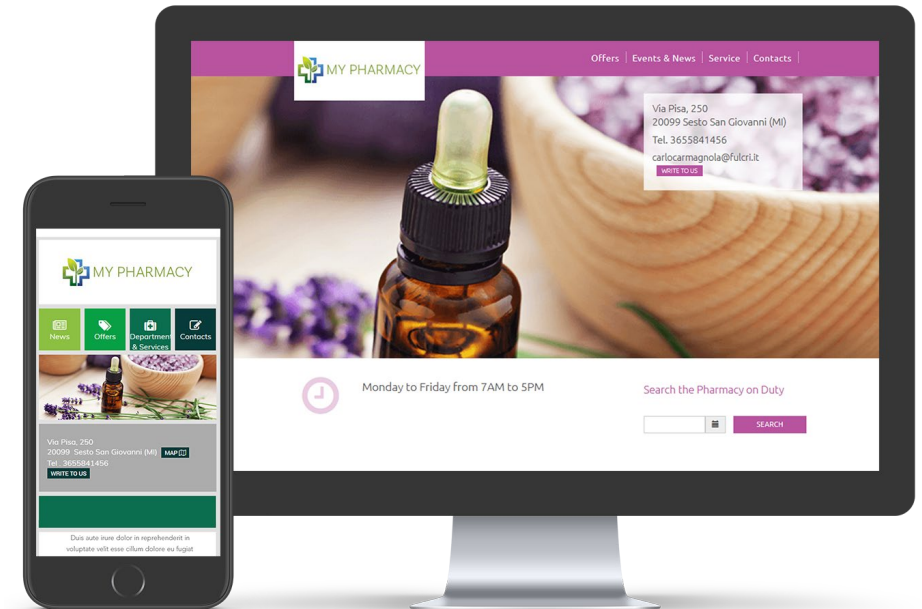 MY PHARMACY
Offers
Events & News
Service
Contacts
Via Pisa, 250
20099 Sesto San Giovanni (MI)
Tel. 3655841456
carlocarmagnola@fulcri.it
WRITE TO US
Monday to Friday from 7AM to 5PM
Search the Pharmacy on Duty
SEARCH
MY PHARMACY
News
Offers
Department
& Services
Contacts
Via Pisa, 250
20099 Sesto San Giovanni (MI) MAP
Tel . 3655841456
WRITE TO US
Duis aute irure dolor in reprehenderit in
voluptate velit esse cillum dolore eu fugiat